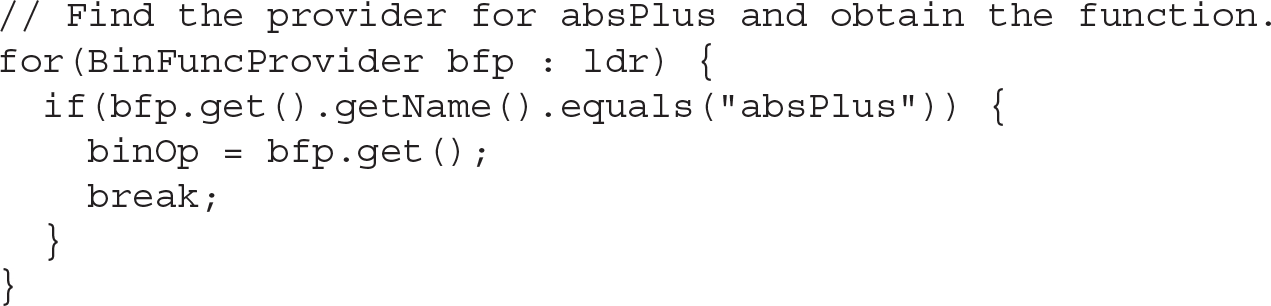 // Find the provider for absPlus and obtain the function.
for(BinFuncProvider bfp : ldr) {
  if(bfp.get().getName().equals("absPlus")) {
    binOp = bfp.get();
    break;
  }
}